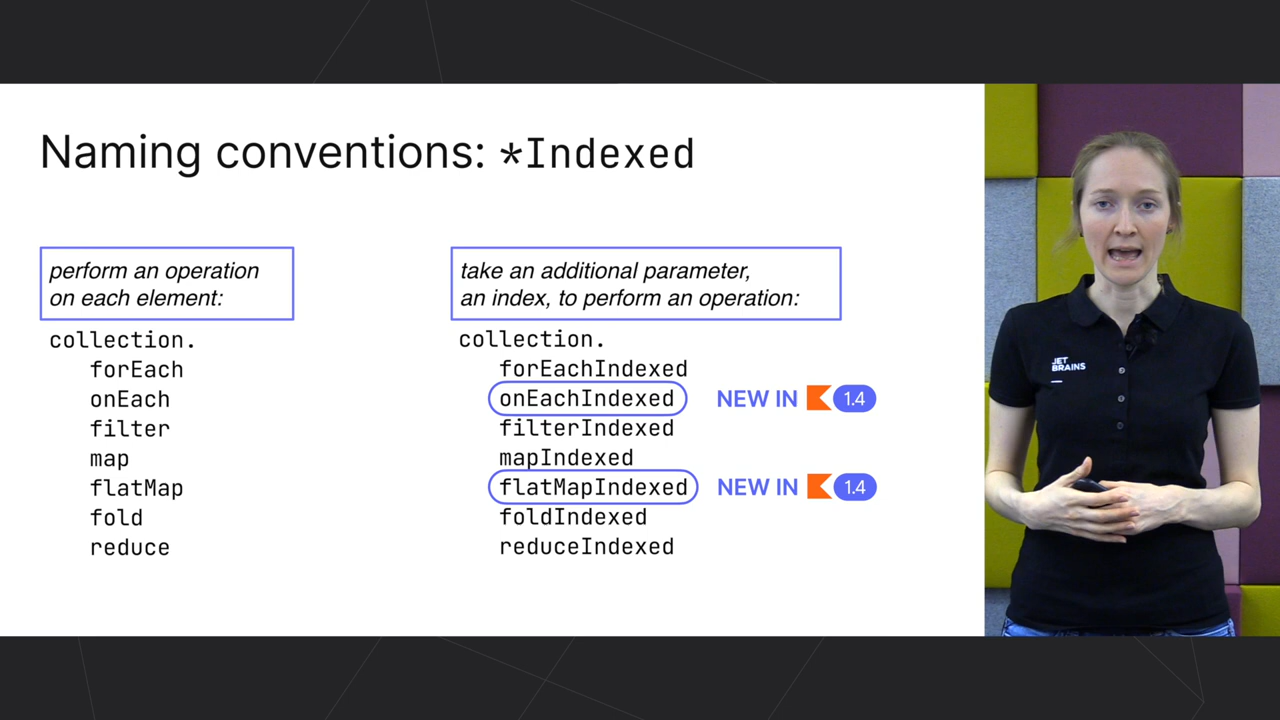 Naming conventions: *Indexed
perform an operation
on each element:
collection.
forEach
onEach
filter
map
flatMap
fold
reduce
take an additional parameter,
an index, to perform an operation:
collection.
forEachIndexed
onEachIndexed NEW IN 1.4
filterIndexed
mapIndexed
flatMapIndexed NEW IN 1.4
foldIndexed
reduceIndexed
JET
BRAINS